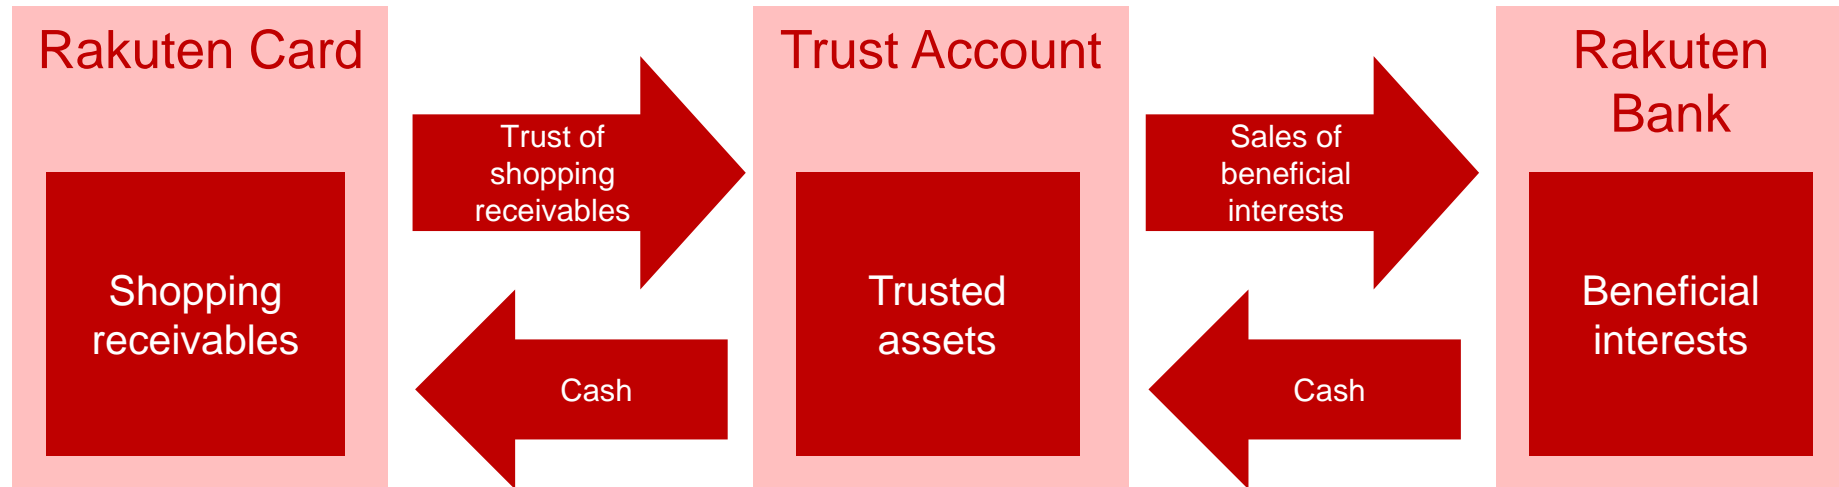 Rakuten Card
Trust Account
Rakuten
Bank
Trust of
shopping
receivables
Sales of
beneficial
interests
Shopping
receivables
Trusted
assets
Beneficial
interests
Cash
Cash